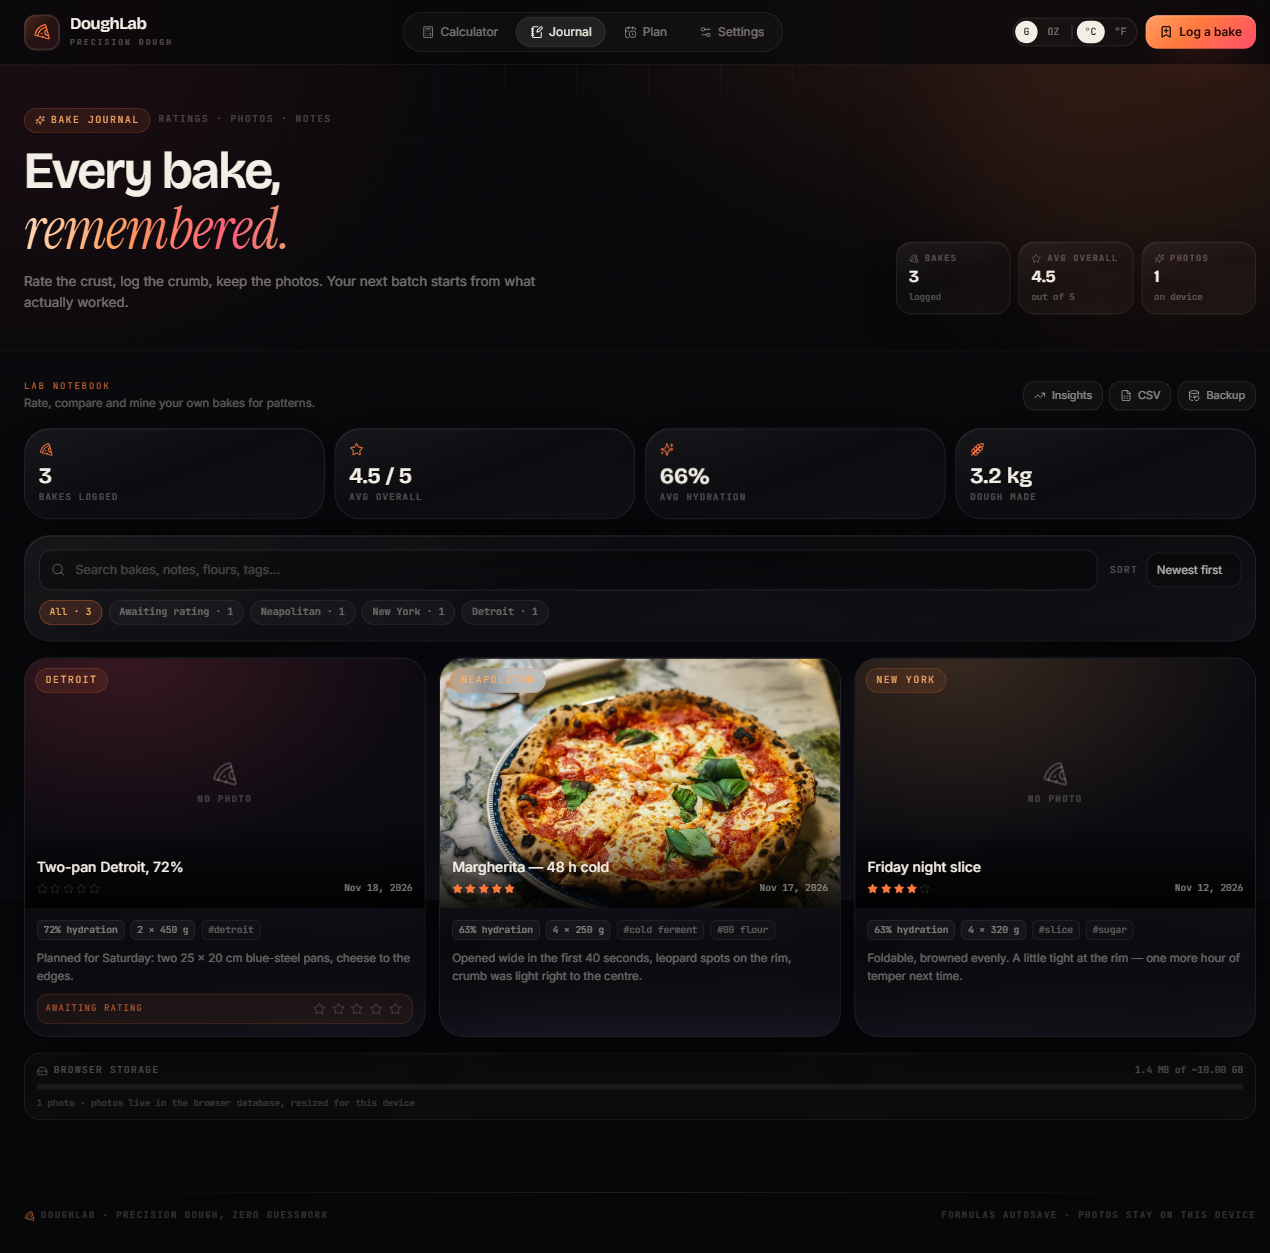 DoughLab
PRECISION DOUGH
Calculator
Journal
Plan
Settings
G OZ
°C °F
Log a bake
BAKE JOURNAL
RATINGS · PHOTOS · NOTES
Every bake,
remembered.
Rate the crust, log the crumb, keep the photos. Your next batch starts from what
actually worked.
BAKES
3
logged
AVG OVERALL
4.5
out of 5
PHOTOS
1
on device
LAB NOTEBOOK
Rate, compare and mine your own bakes for patterns.
Insights
CSV
Backup
3
BAKES LOGGED
4.5 / 5
AVG OVERALL
66%
AVG HYDRATION
3.2 kg
DOUGH MADE
Search bakes, notes, flours, tags...
SORT
Newest first
All · 3
Awaiting rating · 1
Neapolitan · 1
New York · 1
Detroit · 1
DETROIT
NO PHOTO
Two-pan Detroit, 72%
Nov 18, 2026
72% hydration
2 × 450 g
#detroit
Planned for Saturday: two 25 × 20 cm blue-steel pans, cheese to the
edges.
AWAITING RATING
NEAPOLITAN
Margherita — 48 h cold
Nov 17, 2026
63% hydration
4 × 250 g
#cold ferment
#00 flour
Opened wide in the first 40 seconds, leopard spots on the rim,
crumb was light right to the centre.
NEW YORK
NO PHOTO
Friday night slice
Nov 12, 2026
63% hydration
4 × 320 g
#slice
#sugar
Foldable, browned evenly. A little tight at the rim — one more hour of
temper next time.
BROWSER STORAGE
1.4 MB of ~10.00 GB
1 photo · photos live in the browser database, resized for this device
DOUGHLAB · PRECISION DOUGH, ZERO GUESSWORK
FORMULAS AUTOSAVE · PHOTOS STAY ON THIS DEVICE